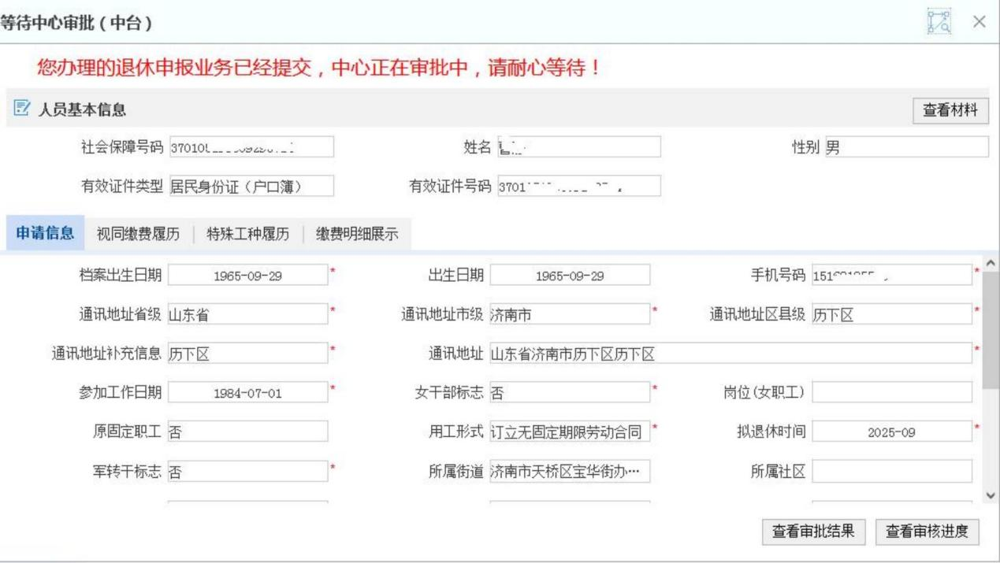 等待中心审批（中台）
您办理的退休申报业务已经提交，中心正在审批中，请耐心等待！
人员基本信息 查看材料
社会保障号码 37010 姓名 性别 男
有效证件类型 居民身份证（户口簿） 有效证件号码 3701
申请信息 视同缴费履历 特殊工种履历 缴费明细展示
档案出生日期 1965-09-29 * 出生日期 1965-09-29 手机号码 151 *
通讯地址省级 山东省 * 通讯地址市级 济南市 * 通讯地址区县级 历下区 *
通讯地址补充信息 历下区 * 通讯地址 山东省济南市历下区历下区 *
参加工作日期 1984-07-01 * 女干部标志 否 * 岗位(女职工)
原固定职工 否 用工形式 订立无固定期限劳动合同 * 拟退休时间 2025-09 *
军转干标志 否 * 所属街道 济南市天桥区宝华街办… 所属社区
查看审批结果 查看审核进度